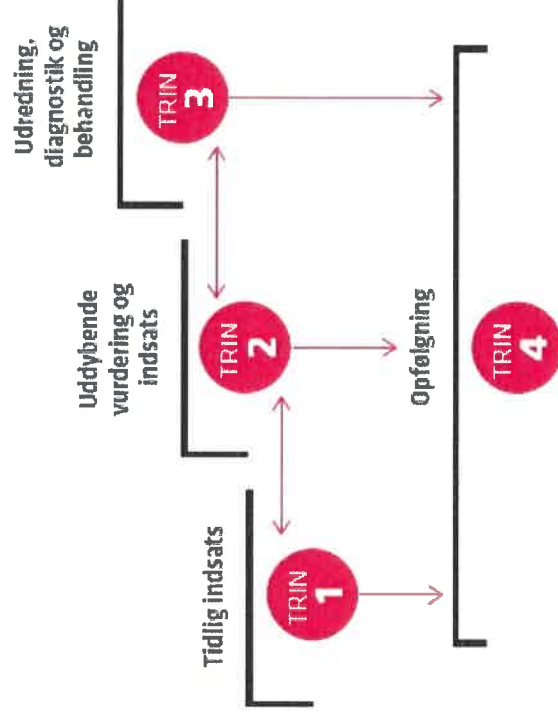 Tidlig indsats
TRIN
1
Uddybende
vurdering og
indsats
TRIN
2
Udredning,
diagnostik og
behandling
TRIN
3
Opfølgning
TRIN
4